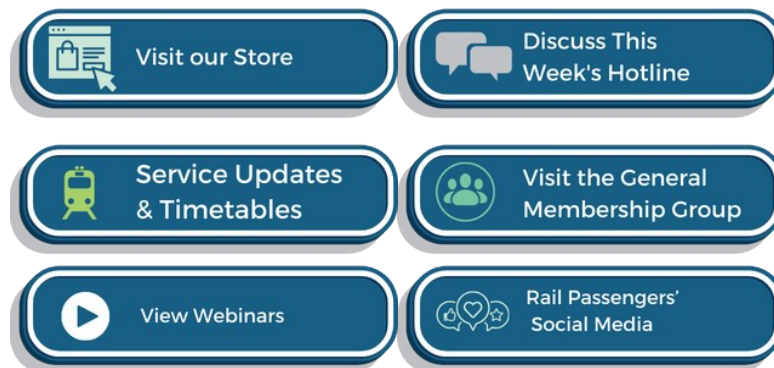 Visit our Store
Discuss This
Week's Hotline
Service Updates
& Timetables
Visit the General
Membership Group
View Webinars
Rail Passengers’
Social Media